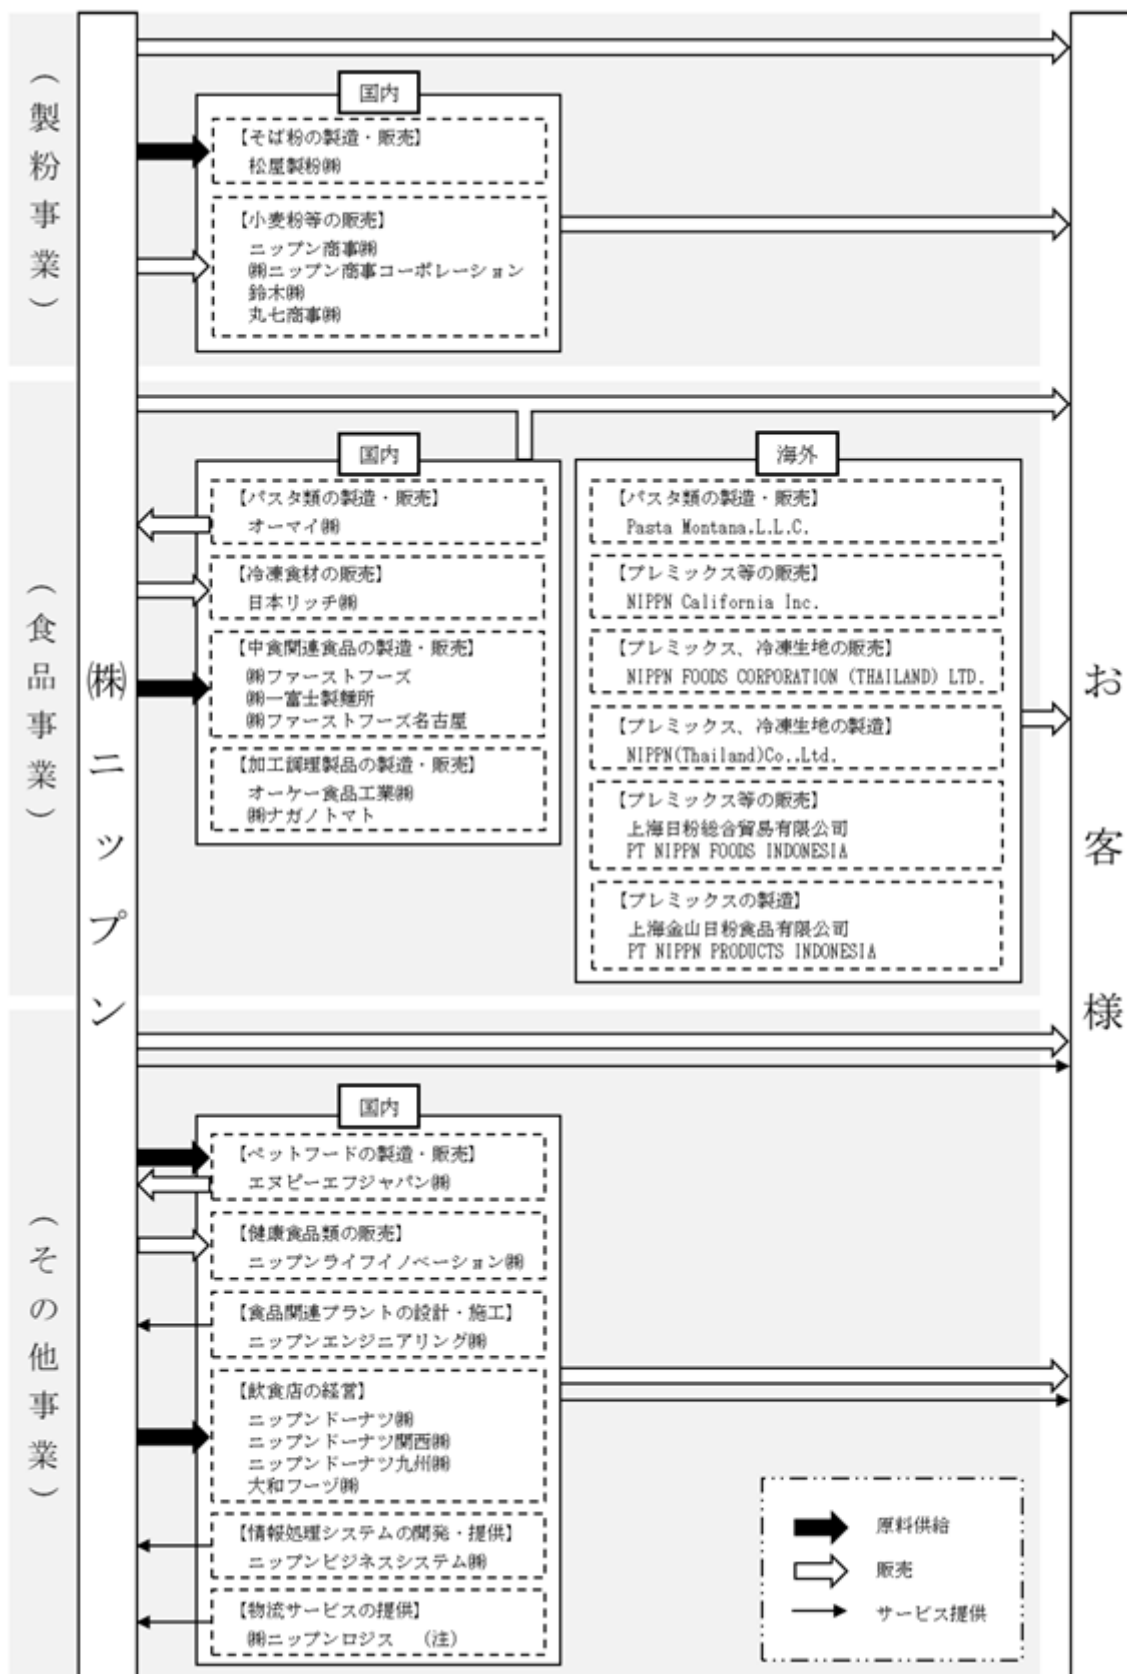 （製粉事業）
国内
【そば粉の製造・販売】
松屋製粉㈱
【小麦粉等の販売】
ニップン商事㈱
㈱ニップン商事コーポレーション
鈴木㈱
丸七商事㈱
（食品事業）
国内
【パスタ類の製造・販売】
オーマイ㈱
【冷凍食材の販売】
日本リッチ㈱
【中食関連食品の製造・販売】
㈱ファーストフーズ
㈱一富士製麺所
㈱ファーストフーズ名古屋
【加工調理製品の製造・販売】
オーケー食品工業㈱
㈱ナガノトマト
海外
【パスタ類の製造・販売】
Pasta Montana.L.L.C.
【プレミックス等の販売】
NIPPN California Inc.
【プレミックス、冷凍生地の販売】
NIPPN FOODS CORPORATION (THAILAND) LTD.
【プレミックス、冷凍生地の製造】
NIPPN(Thailand)Co.,Ltd.
【プレミックス等の販売】
上海日粉総合貿易有限公司
PT NIPPN FOODS INDONESIA
【プレミックスの製造】
上海金山日粉食品有限公司
PT NIPPN PRODUCTS INDONESIA
㈱ニップン
お客様
（その他事業）
国内
【ペットフードの製造・販売】
エヌピーエフジャパン㈱
【健康食品類の販売】
ニップンライフイノベーション㈱
【食品関連プラントの設計・施工】
ニップンエンジニアリング㈱
【飲食店の経営】
ニップンドーナツ㈱
ニップンドーナツ関西㈱
ニップンドーナツ九州㈱
大和フーヅ㈱
【情報処理システムの開発・提供】
ニップンビジネスシステム㈱
【物流サービスの提供】
㈱ニップンロジス （注）
原料供給
販売
サービス提供